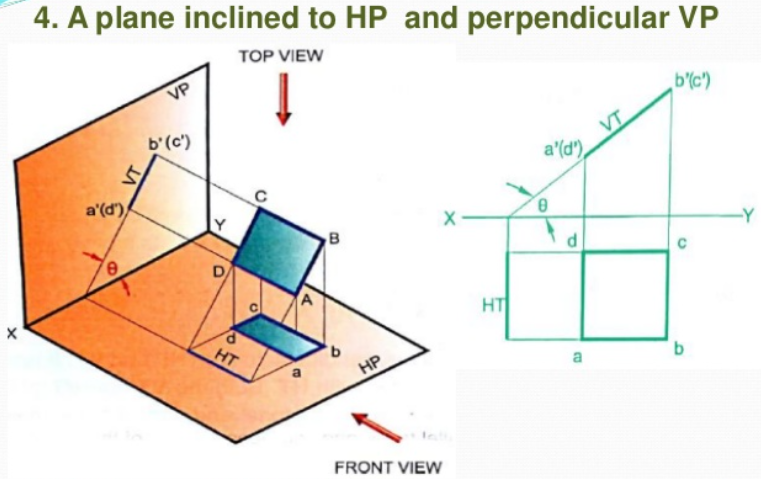 4. A plane inclined to HP and perpendicular VP
TOP VIEW
VP
b'(c')
VT
a'(d')
θ
X
Y
C
B
D
A
c
d
b
a
HT
HP
FRONT VIEW
b'(c')
VT
a'(d')
θ
X
Y
d
c
HT
a
b